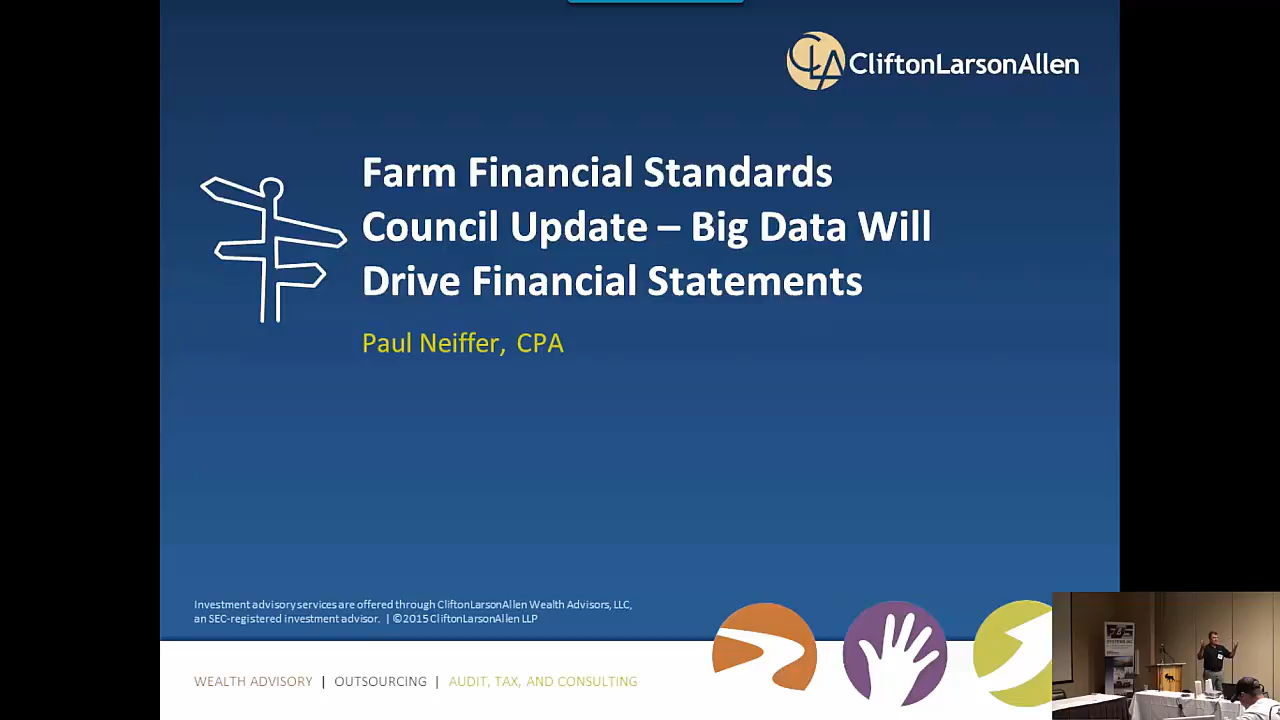 CLA CliftonLarsonAllen
Farm Financial Standards
Council Update – Big Data Will
Drive Financial Statements
Paul Neiffer, CPA
Investment advisory services are offered through CliftonLarsonAllen Wealth Advisors, LLC,
an SEC-registered investment advisor. | ©2015 CliftonLarsonAllen LLP
WEALTH ADVISORY | OUTSOURCING | AUDIT, TAX, AND CONSULTING